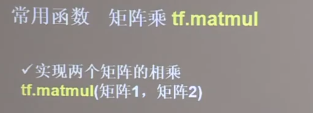 常用函数 矩阵乘 tf.matmul
✓实现两个矩阵的相乘
tf.matmul(矩阵1，矩阵2)